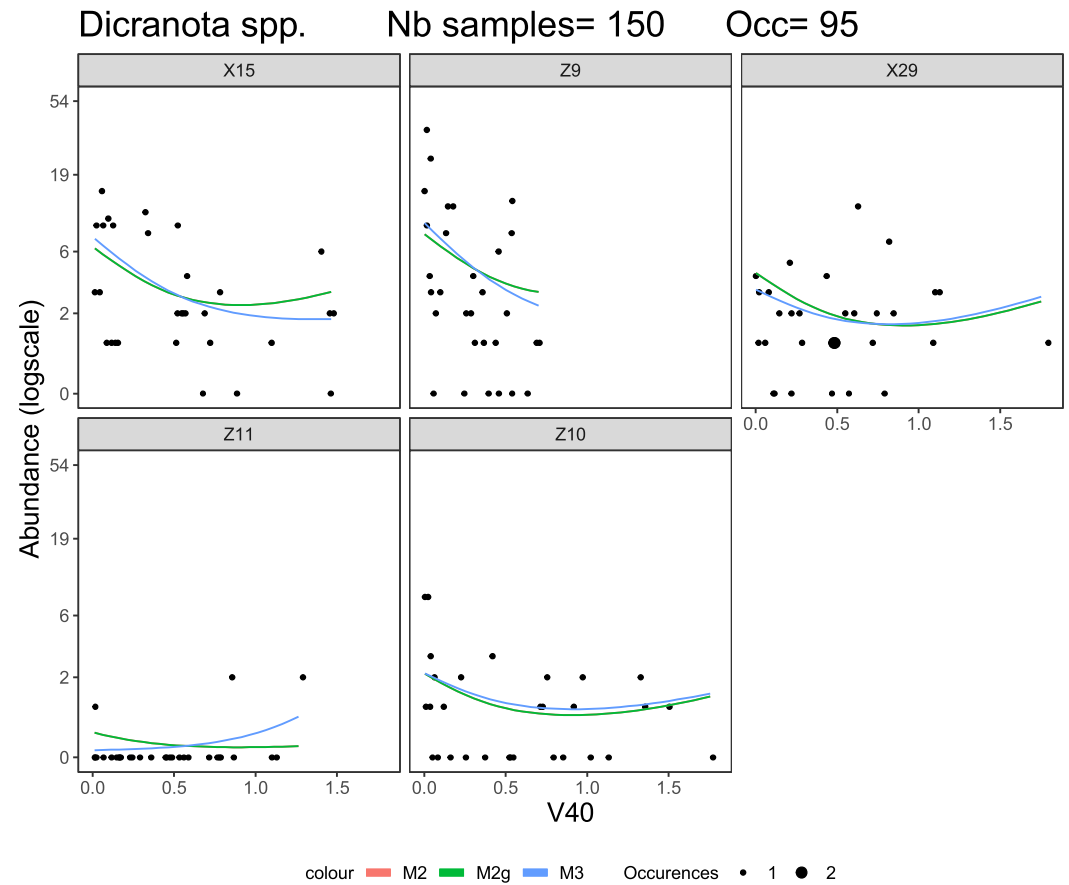 Dicranota spp. Nb samples= 150 Occ= 95
X15 Z9 X29
54
19
6
2
0
0.0 0.5 1.0 1.5
Abundance (logscale)
Z11 Z10
54
19
6
2
0
0.0 0.5 1.0 1.5 0.0 0.5 1.0 1.5
V40
colour M2 M2g M3 Occurences 1 2